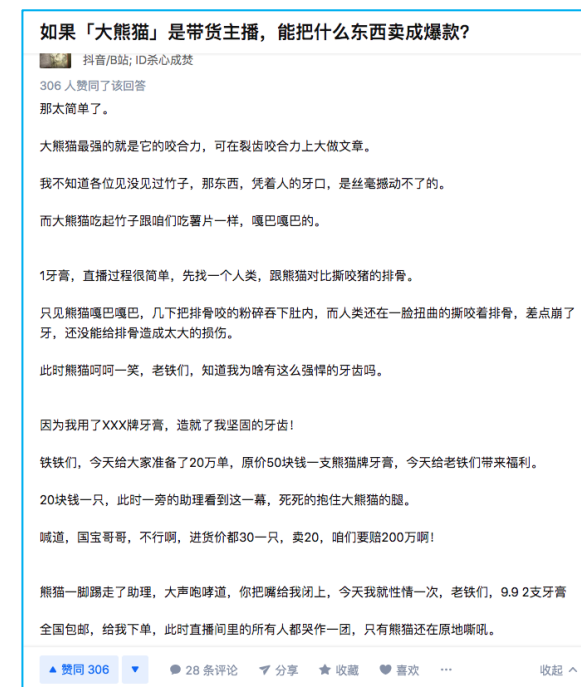 如果「大熊猫」是带货主播，能把什么东西卖成爆款?
抖音/B站; ID杀心成焚
306 人赞同了该回答
那太简单了。
大熊猫最强的就是它的咬合力，可在裂齿咬合力上大做文章。
我不知道各位见没见过竹子，那东西，凭着人的牙口，是丝毫撼动不了的。
而大熊猫吃起竹子跟咱们吃薯片一样，嘎巴嘎巴的。
1牙膏，直播过程很简单，先找一个人类，跟熊猫对比撕咬猪的排骨。
只见熊猫嘎巴嘎巴，几下把排骨咬的粉碎吞下肚内，而人类还在一脸扭曲的撕咬着排骨，差点崩了
牙，还没能给排骨造成太大的损伤。
此时熊猫呵呵一笑，老铁们，知道我为啥有这么强悍的牙齿吗。
因为我用了XXX牌牙膏，造就了我坚固的牙齿!
铁铁们，今天给大家准备了20万单，原价50块钱一支熊猫牌牙膏，今天给老铁们带来福利。
20块钱一只，此时一旁的助理看到这一幕，死死的抱住大熊猫的腿。
喊道，国宝哥哥，不行啊，进货价都30一只，卖20，咱们要赔200万啊!
熊猫一脚踢走了助理，大声咆哮道，你把嘴给我闭上，今天我就性情一次，老铁们，9.9 2支牙膏
全国包邮，给我下单，此时直播间里的所有人都哭作一团，只有熊猫还在原地嘶吼。
赞同 306 28 条评论 分享 收藏 喜欢 ··· 收起